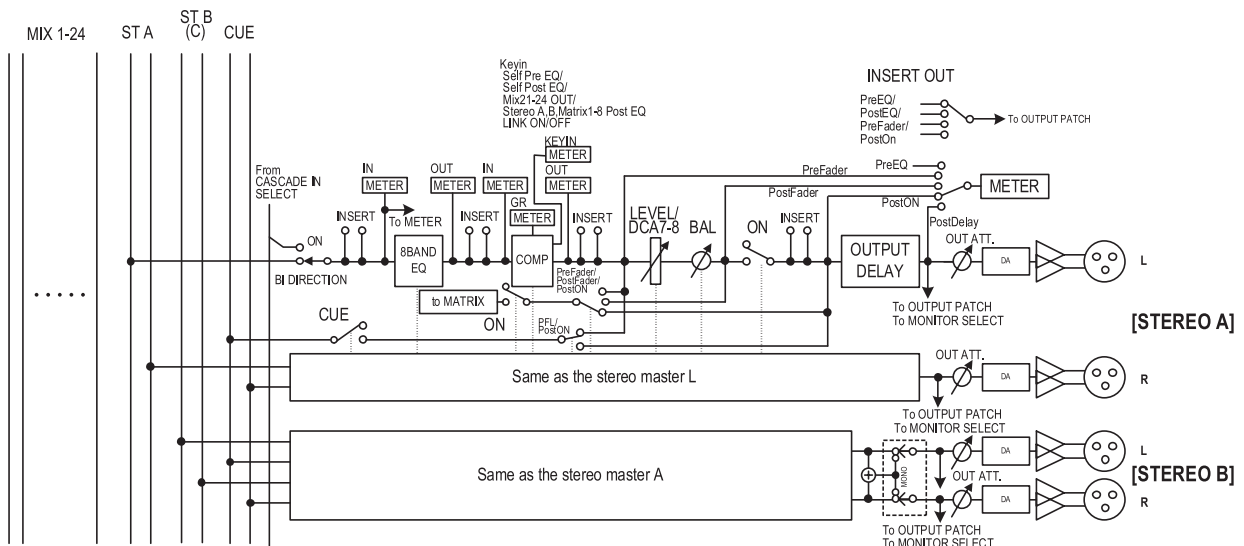 MIX 1-24
ST A
ST B
(C)
CUE
Keyin
Self Pre EQ/
Self Post EQ/
Mix21-24 OUT/
Stereo A,B,Matrix1-8 Post EQ
LINK ON/OFF
INSERT OUT
PreEQ/
PostEQ/
PreFader/
PostOn
To OUTPUT PATCH
KEYIN
METER
From
CASCADE IN
SELECT
IN
METER
OUT
METER
IN
METER
OUT
METER
GR
METER
PreFader
PreEQ
PostFader
METER
PostON
PostDelay
To METER
INSERT
INSERT
INSERT
LEVEL/
DCA7-8
BAL
ON
INSERT
ON
BI DIRECTION
8BAND
EQ
COMP
OUTPUT
DELAY
OUT ATT.
DA
L
PreFader/
PostFader/
PostON
to MATRIX
ON
To OUTPUT PATCH
To MONITOR SELECT
[STEREO A]
CUE
PFL/
PostON
Same as the stereo master L
OUT ATT.
DA
R
To OUTPUT PATCH
To MONITOR SELECT
Same as the stereo master A
MONO
OUT ATT.
DA
L
[STEREO B]
DA
R
To OUTPUT PATCH
To MONITOR SELECT